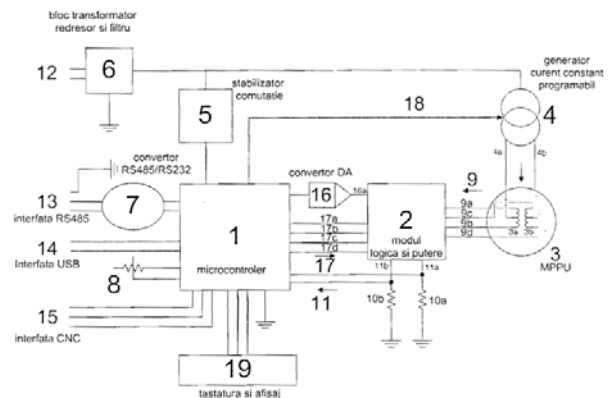 bloc transformator
redresor si filtru
12
6
generator
curent constant
programabil
stabilizator
comutatie
5
18
4
4a
4b
convertor
RS485/RS232
convertor DA
16
16a
9
13
7
interfata RS485
1
17a
17b
17c
17d
17
2
modul
logica si putere
9a
9c
9b
9d
3a
3b
3
MPPU
14
Interfata USB
microcontroler
8
11b
11a
11
10b
10a
15
interfata CNC
19
tastatura si afisaj